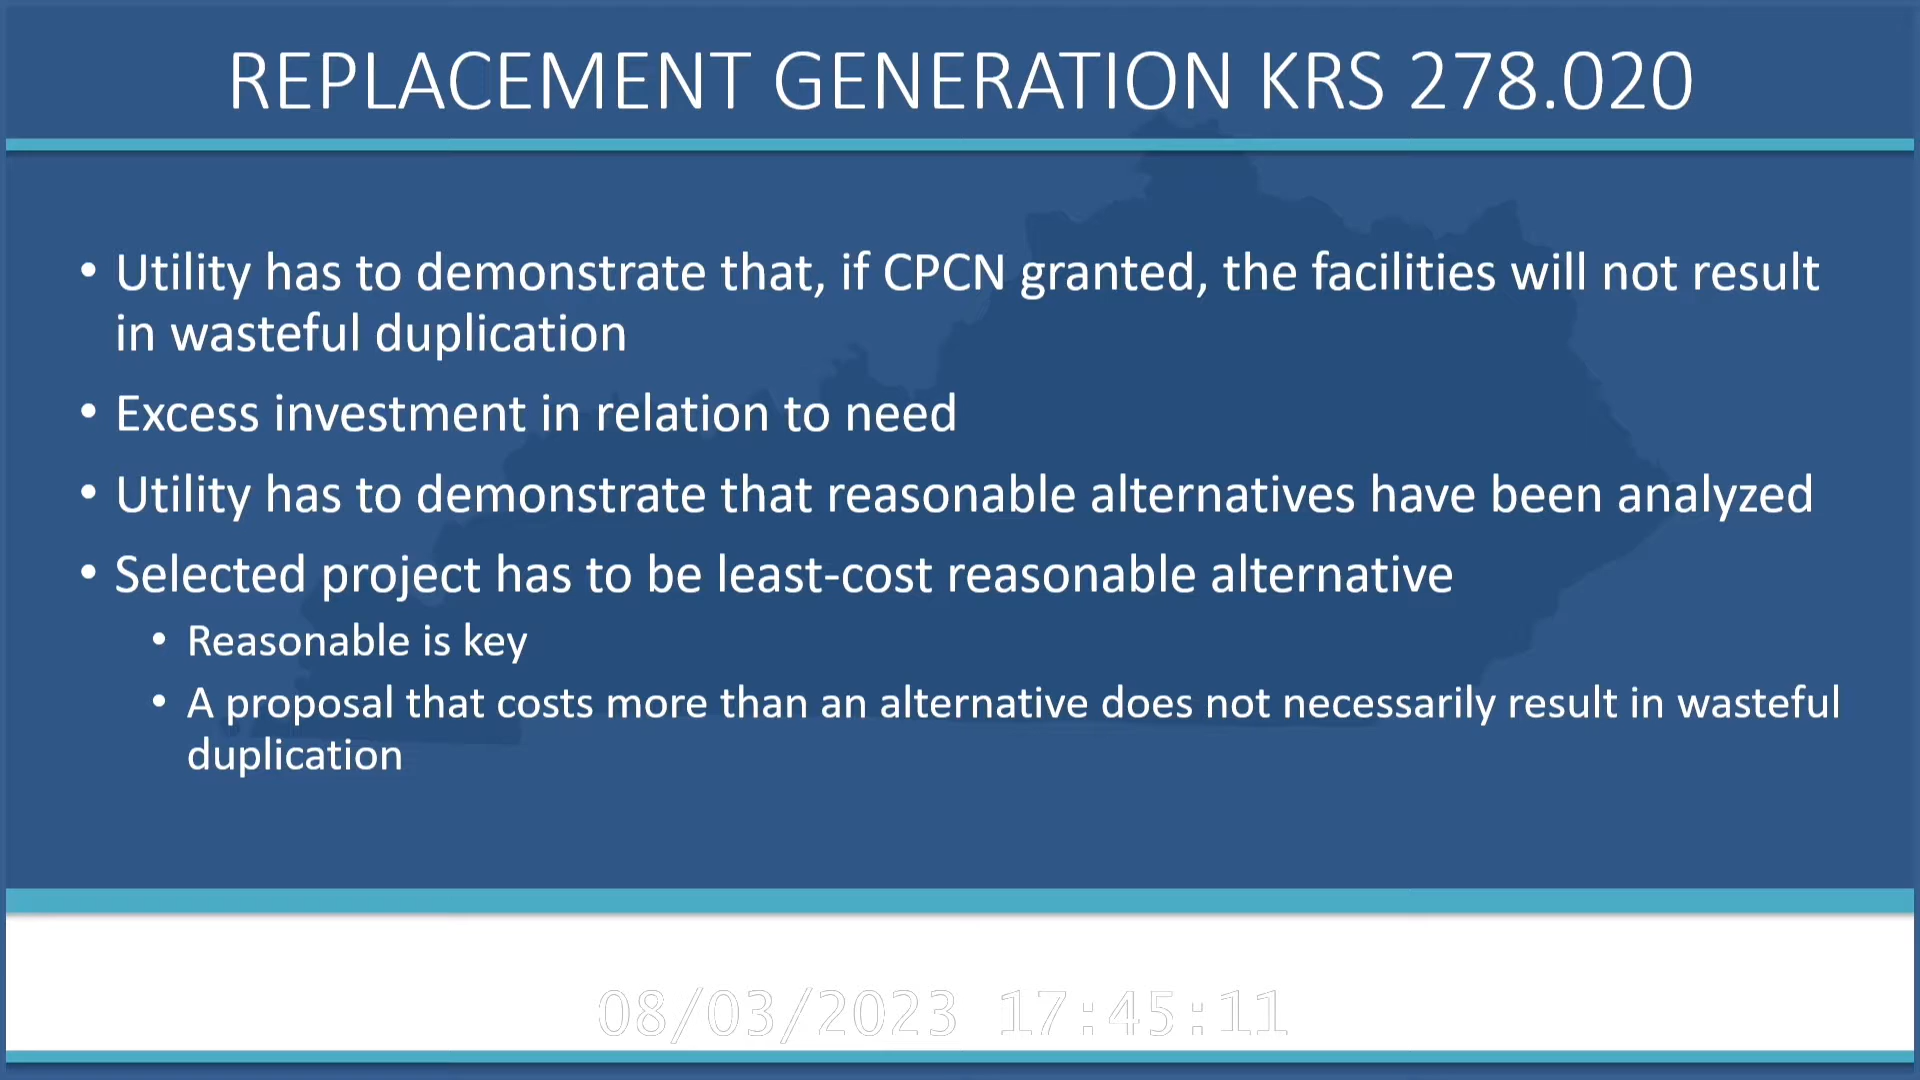 REPLACEMENT GENERATION KRS 278.020
• Utility has to demonstrate that, if CPCN granted, the facilities will not result
in wasteful duplication
• Excess investment in relation to need
• Utility has to demonstrate that reasonable alternatives have been analyzed
• Selected project has to be least-cost reasonable alternative
• Reasonable is key
• A proposal that costs more than an alternative does not necessarily result in wasteful
duplication
08/03/2023 17:45:11